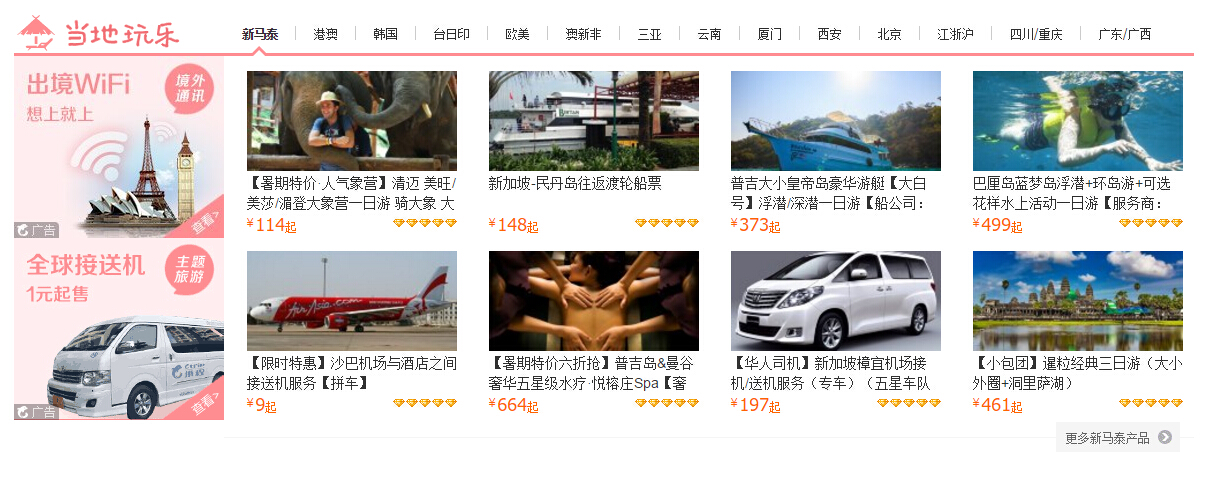 当地玩乐
新马泰
港澳
韩国
台日印
欧美
澳新非
三亚
云南
厦门
西安
北京
江浙沪
四川/重庆
广东/广西
出境WiFi
想上就上
境外
通讯
查看>
广告
全球接送机
1元起售
主题
旅游
查看>
广告
【暑期特价·人气象营】清迈 美旺/
美莎/湄登大象营一日游 骑大象 大
¥114起
新加坡-民丹岛往返渡轮船票
¥148起
普吉大小皇帝岛豪华游艇【大白
号】浮潜/深潜一日游【船公司：
¥373起
巴厘岛蓝梦岛浮潜+环岛游+可选
花样水上活动一日游【服务商：
¥499起
AirAsia.com
【限时特惠】沙巴机场与酒店之间
接送机服务【拼车】
¥9起
【暑期特价六折抢】普吉岛&曼谷
奢华五星级水疗·悦榕庄Spa【奢
¥664起
【华人司机】新加坡樟宜机场接
机/送机服务（专车）（五星车队
¥197起
【小包团】暹粒经典三日游（大小
外圈+洞里萨湖）
¥461起
更多新马泰产品